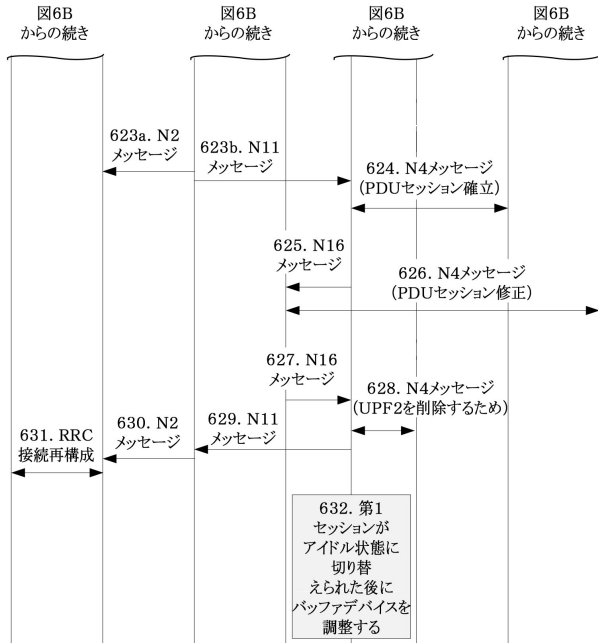 図6B
からの続き
図6B
からの続き
図6B
からの続き
図6B
からの続き
623a. N2
メッセージ
623b. N11
メッセージ
624. N4メッセージ
(PDUセッション確立)
625. N16
メッセージ
626. N4メッセージ
(PDUセッション修正)
627. N16
メッセージ
628. N4メッセージ
(UPF2を削除するため)
629. N11
メッセージ
630. N2
メッセージ
631. RRC
接続再構成
632. 第1
セッションが
アイドル状態に
切り替
えられた後に
バッファデバイスを
調整する